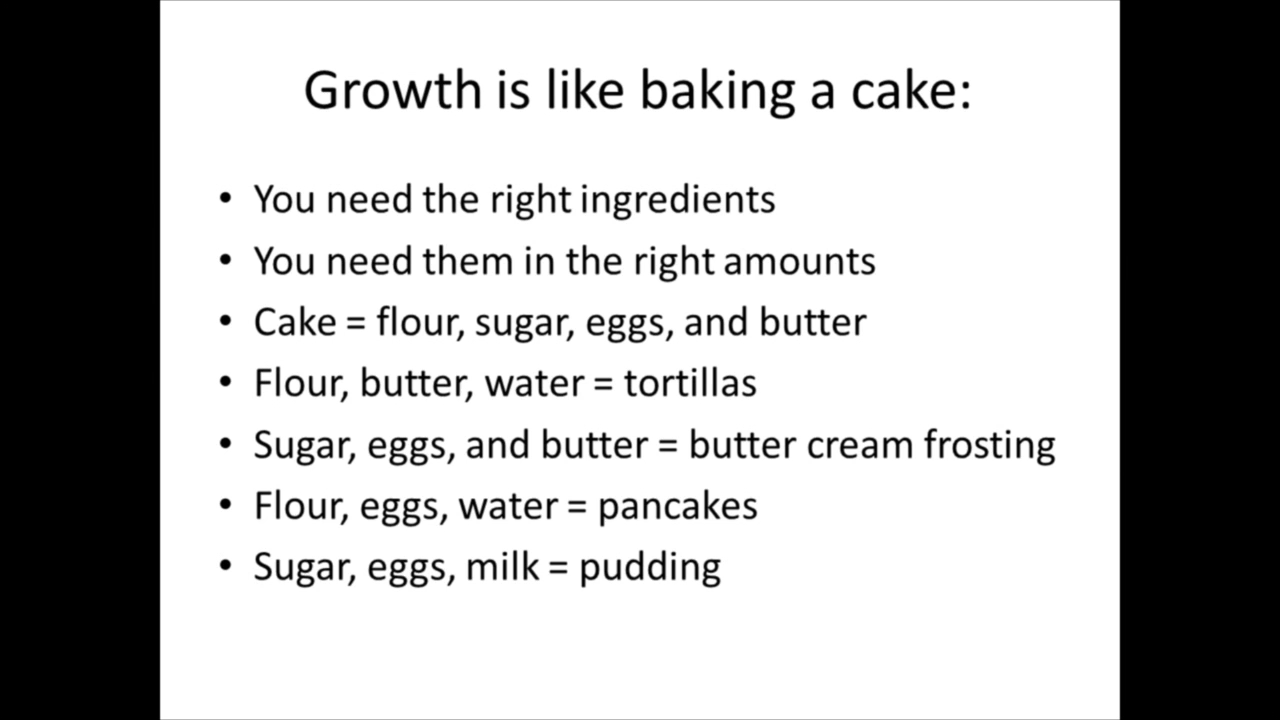 Growth is like baking a cake:
• You need the right ingredients
• You need them in the right amounts
• Cake = flour, sugar, eggs, and butter
• Flour, butter, water = tortillas
• Sugar, eggs, and butter = butter cream frosting
• Flour, eggs, water = pancakes
• Sugar, eggs, milk = pudding